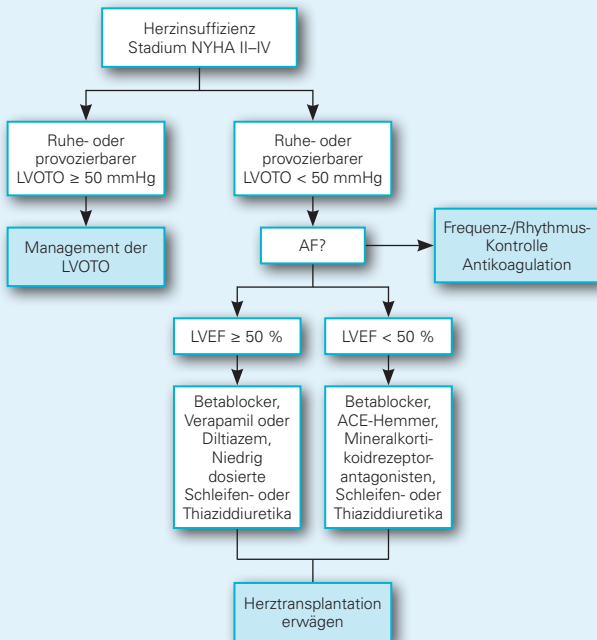 Herzinsuffizienz
Stadium NYHA II–IV
Ruhe- oder
provozierbarer
LVOTO ≥ 50 mmHg
Ruhe- oder
provozierbarer
LVOTO < 50 mmHg
Management der
LVOTO
AF?
Frequenz-/Rhythmus-
Kontrolle
Antikoagulation
LVEF ≥ 50 %
LVEF < 50 %
Betablocker,
Verapamil oder
Diltiazem,
Niedrig
dosierte
Schleifen- oder
Thiaziddiuretika
Betablocker,
ACE-Hemmer,
Mineralkorti-
koidrezeptor-
antagonisten,
Schleifen- oder
Thiaziddiuretika
Herztransplantation
erwägen